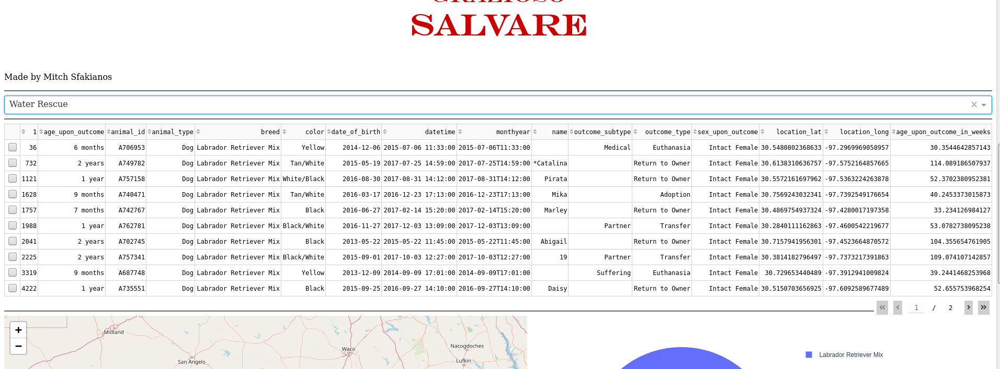 GRAZIOSO
SALVARE
Made by Mitch Sfakianos
Water Rescue
1 age_upon_outcome animal_id animal_type breed color date_of_birth datetime monthyear name outcome_subtype outcome_type sex_upon_outcome location_lat location_long age_upon_outcome_in_weeks
36 6 months A706953 Dog Labrador Retriever Mix Yellow 2014-12-06 2015-07-06 11:33:00 2015-07-06T11:33:00 Medical Euthanasia Intact Female 30.5480802368633 -97.2969969058957 30.3544642857143
732 2 years A749782 Dog Labrador Retriever Mix Tan/White 2015-05-19 2017-07-25 14:59:00 2017-07-25T14:59:00 *Catalina Return to Owner Intact Female 30.6138310636757 -97.5752164857665 114.089186507937
1121 1 year A757158 Dog Labrador Retriever Mix White/Black 2016-08-30 2017-08-31 14:12:00 2017-08-31T14:12:00 Pirata Return to Owner Intact Female 30.5572161697962 -97.5363224263878 52.3702380952381
1628 9 months A740471 Dog Labrador Retriever Mix Tan/White 2016-03-17 2016-12-23 17:13:00 2016-12-23T17:13:00 Mika Adoption Intact Female 30.7569243032341 -97.7392549176654 40.2453373015873
1757 7 months A742767 Dog Labrador Retriever Mix Black 2016-06-27 2017-02-14 15:20:00 2017-02-14T15:20:00 Marley Return to Owner Intact Female 30.4869754937324 -97.4280017197358 33.234126984127
1988 1 year A762781 Dog Labrador Retriever Mix Black/White 2016-11-27 2017-12-03 13:09:00 2017-12-03T13:09:00 Partner Transfer Intact Female 30.2840111162863 -97.4600542219677 53.0782738095238
2041 2 years A702745 Dog Labrador Retriever Mix Black 2013-05-22 2015-05-22 11:45:00 2015-05-22T11:45:00 Abigail Return to Owner Intact Female 30.7157941956301 -97.4523664870572 104.355654761905
2225 2 years A757341 Dog Labrador Retriever Mix Black/White 2015-09-01 2017-10-03 12:27:00 2017-10-03T12:27:00 19 Partner Transfer Intact Female 30.3814182796497 -97.7373217391863 109.074107142857
3319 9 months A687748 Dog Labrador Retriever Mix Yellow 2013-12-09 2014-09-09 17:01:00 2014-09-09T17:01:00 Suffering Euthanasia Intact Female 30.729653440489 -97.3912941009824 39.2441468253968
4222 1 year A735551 Dog Labrador Retriever Mix Black 2015-09-25 2016-09-27 14:10:00 2016-09-27T14:10:00 Daisy Return to Owner Intact Female 30.5150703656925 -97.6092589677489 52.655753968254
1 / 2
+
−
Midland
Waco
Nacogdoches
San Angelo
Lufkin
Labrador Retriever Mix